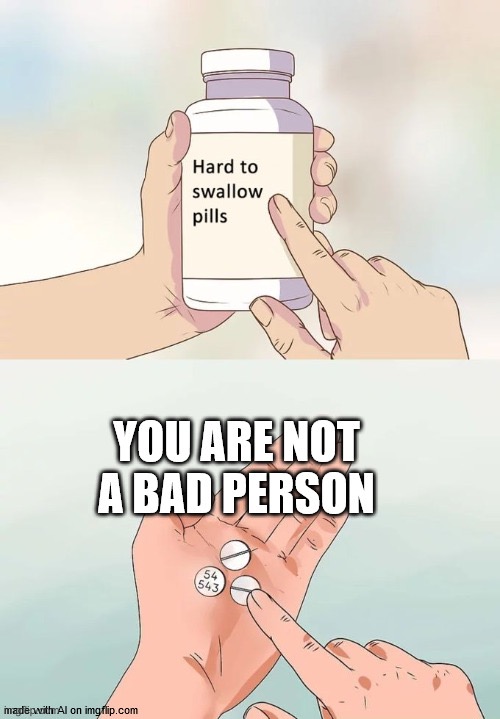 Hard to
swallow
pills
YOU ARE NOT
A BAD PERSON
54
543
made with AI on imgflip.com